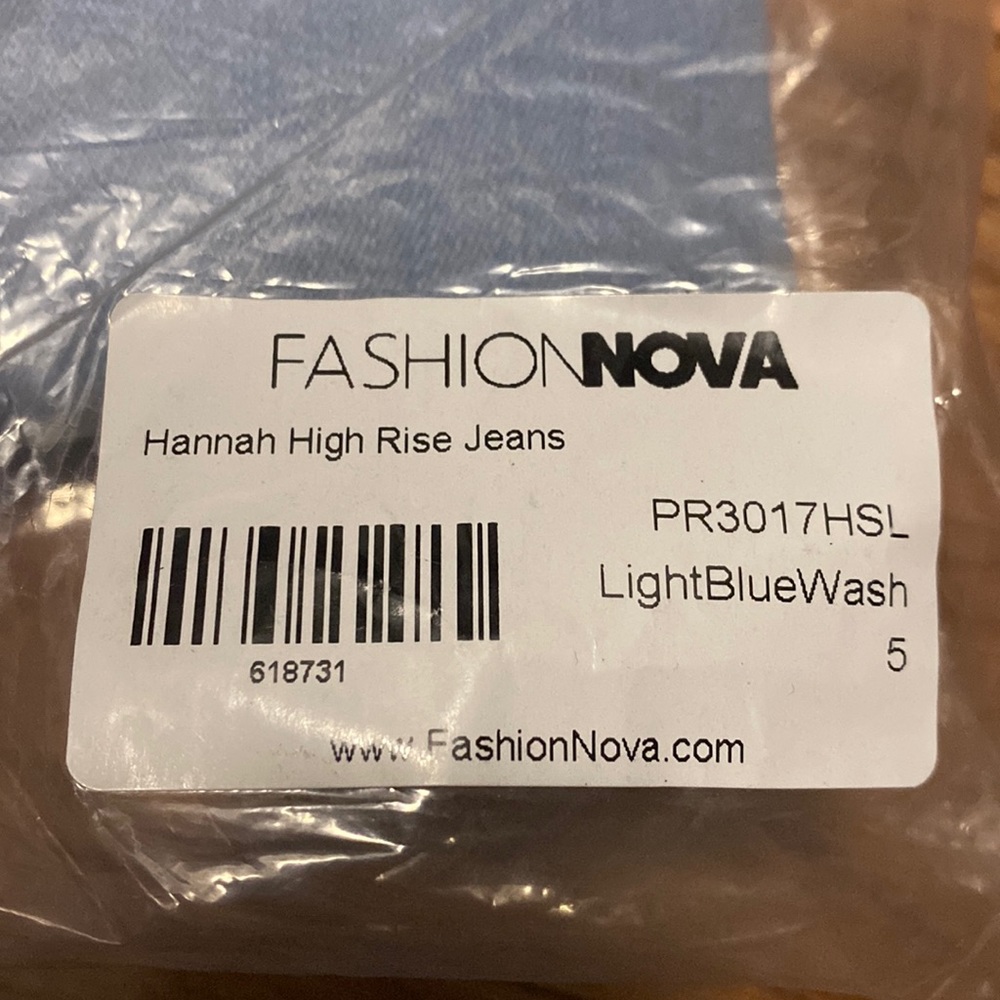 FASHIONNOVA
Hannah High Rise Jeans
PR3017HSL
LightBlueWash
5
618731
www.FashionNova.com